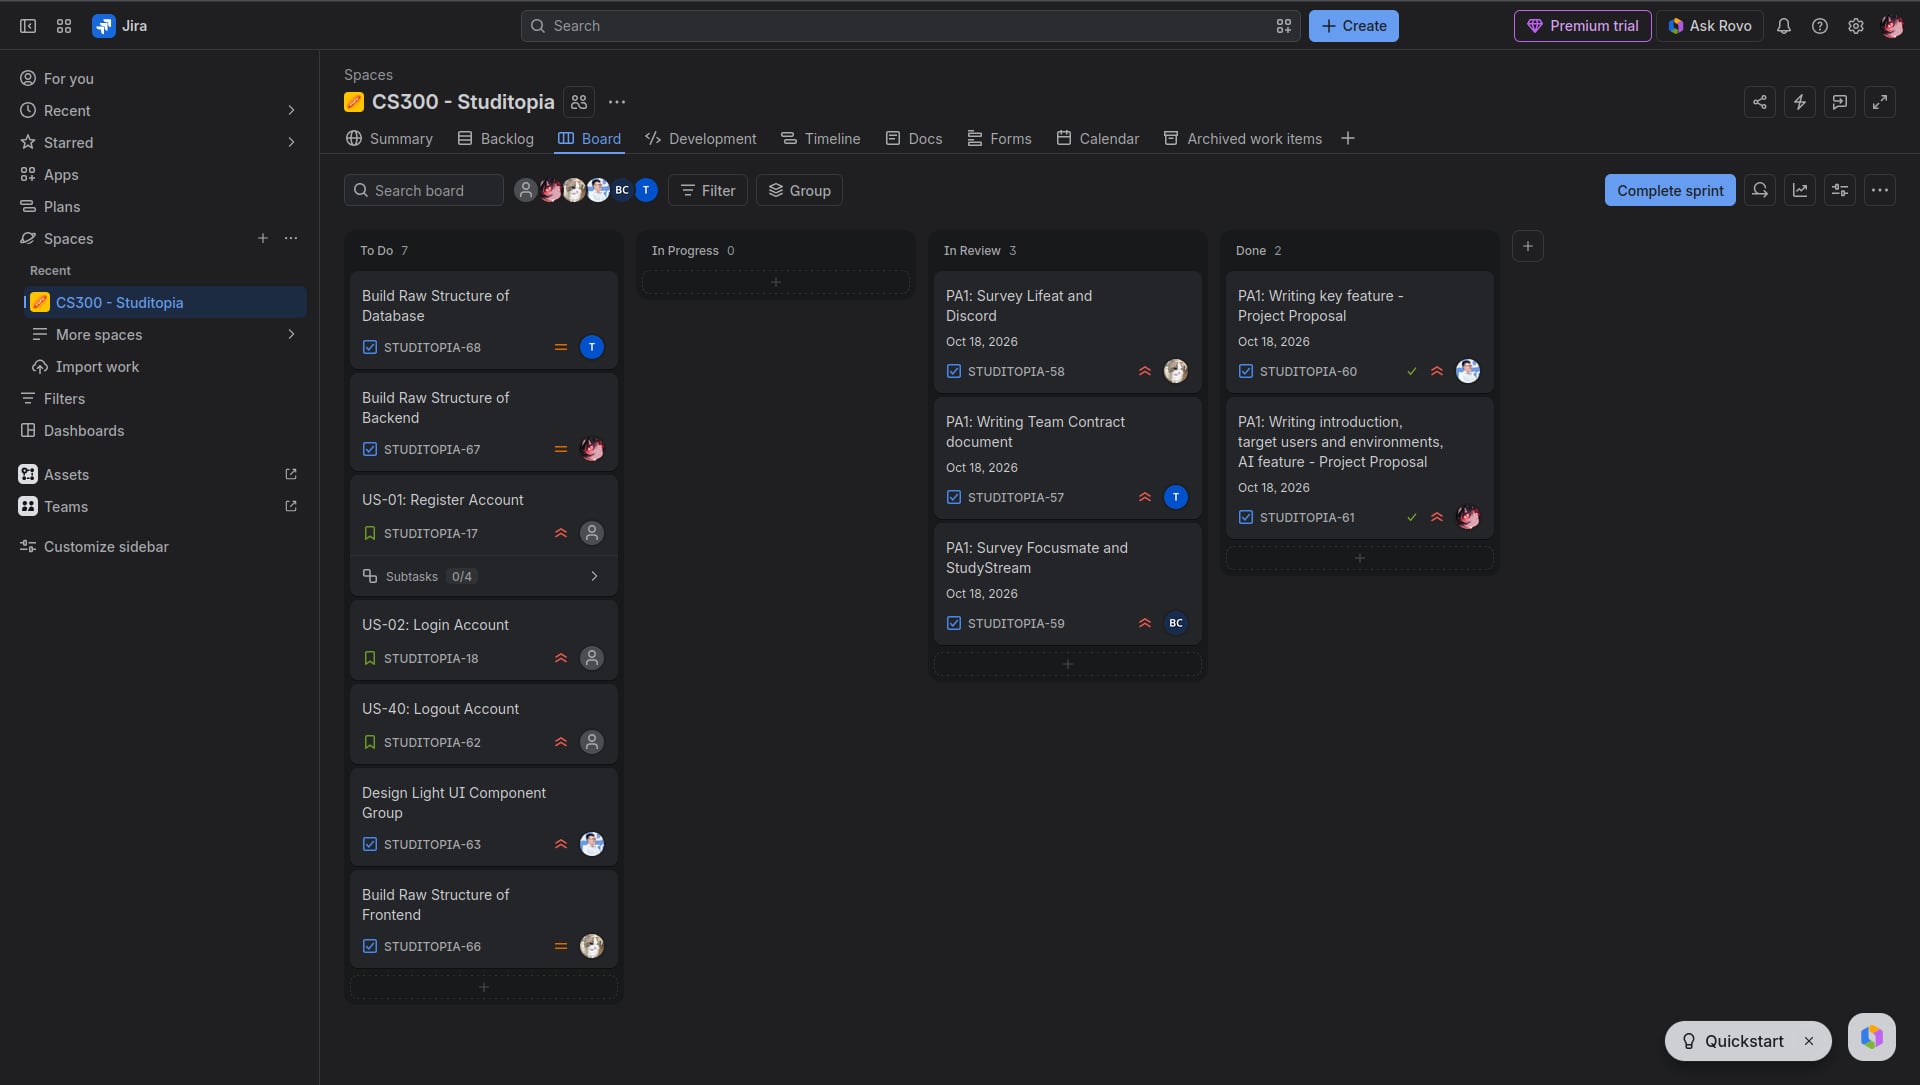 Jira
Search
Create
Premium trial
Ask Rovo
For you
Recent
Starred
Apps
Plans
Spaces
Recent
CS300 - Studitopia
More spaces
Import work
Filters
Dashboards
Assets
Teams
Customize sidebar
Spaces
CS300 - Studitopia
Summary
Backlog
Board
Development
Timeline
Docs
Forms
Calendar
Archived work items
Search board
BC
T
Filter
Group
Complete sprint
To Do 7
Build Raw Structure of
Database
STUDITOPIA-68
T
Build Raw Structure of
Backend
STUDITOPIA-67
US-01: Register Account
STUDITOPIA-17
Subtasks 0/4
US-02: Login Account
STUDITOPIA-18
US-40: Logout Account
STUDITOPIA-62
Design Light UI Component
Group
STUDITOPIA-63
Build Raw Structure of
Frontend
STUDITOPIA-66
In Progress 0
In Review 3
PA1: Survey Lifeat and
Discord
Oct 18, 2026
STUDITOPIA-58
PA1: Writing Team Contract
document
Oct 18, 2026
STUDITOPIA-57
T
PA1: Survey Focusmate and
StudyStream
Oct 18, 2026
STUDITOPIA-59
BC
Done 2
PA1: Writing key feature -
Project Proposal
Oct 18, 2026
STUDITOPIA-60
PA1: Writing introduction,
target users and environments,
AI feature - Project Proposal
Oct 18, 2026
STUDITOPIA-61
Quickstart